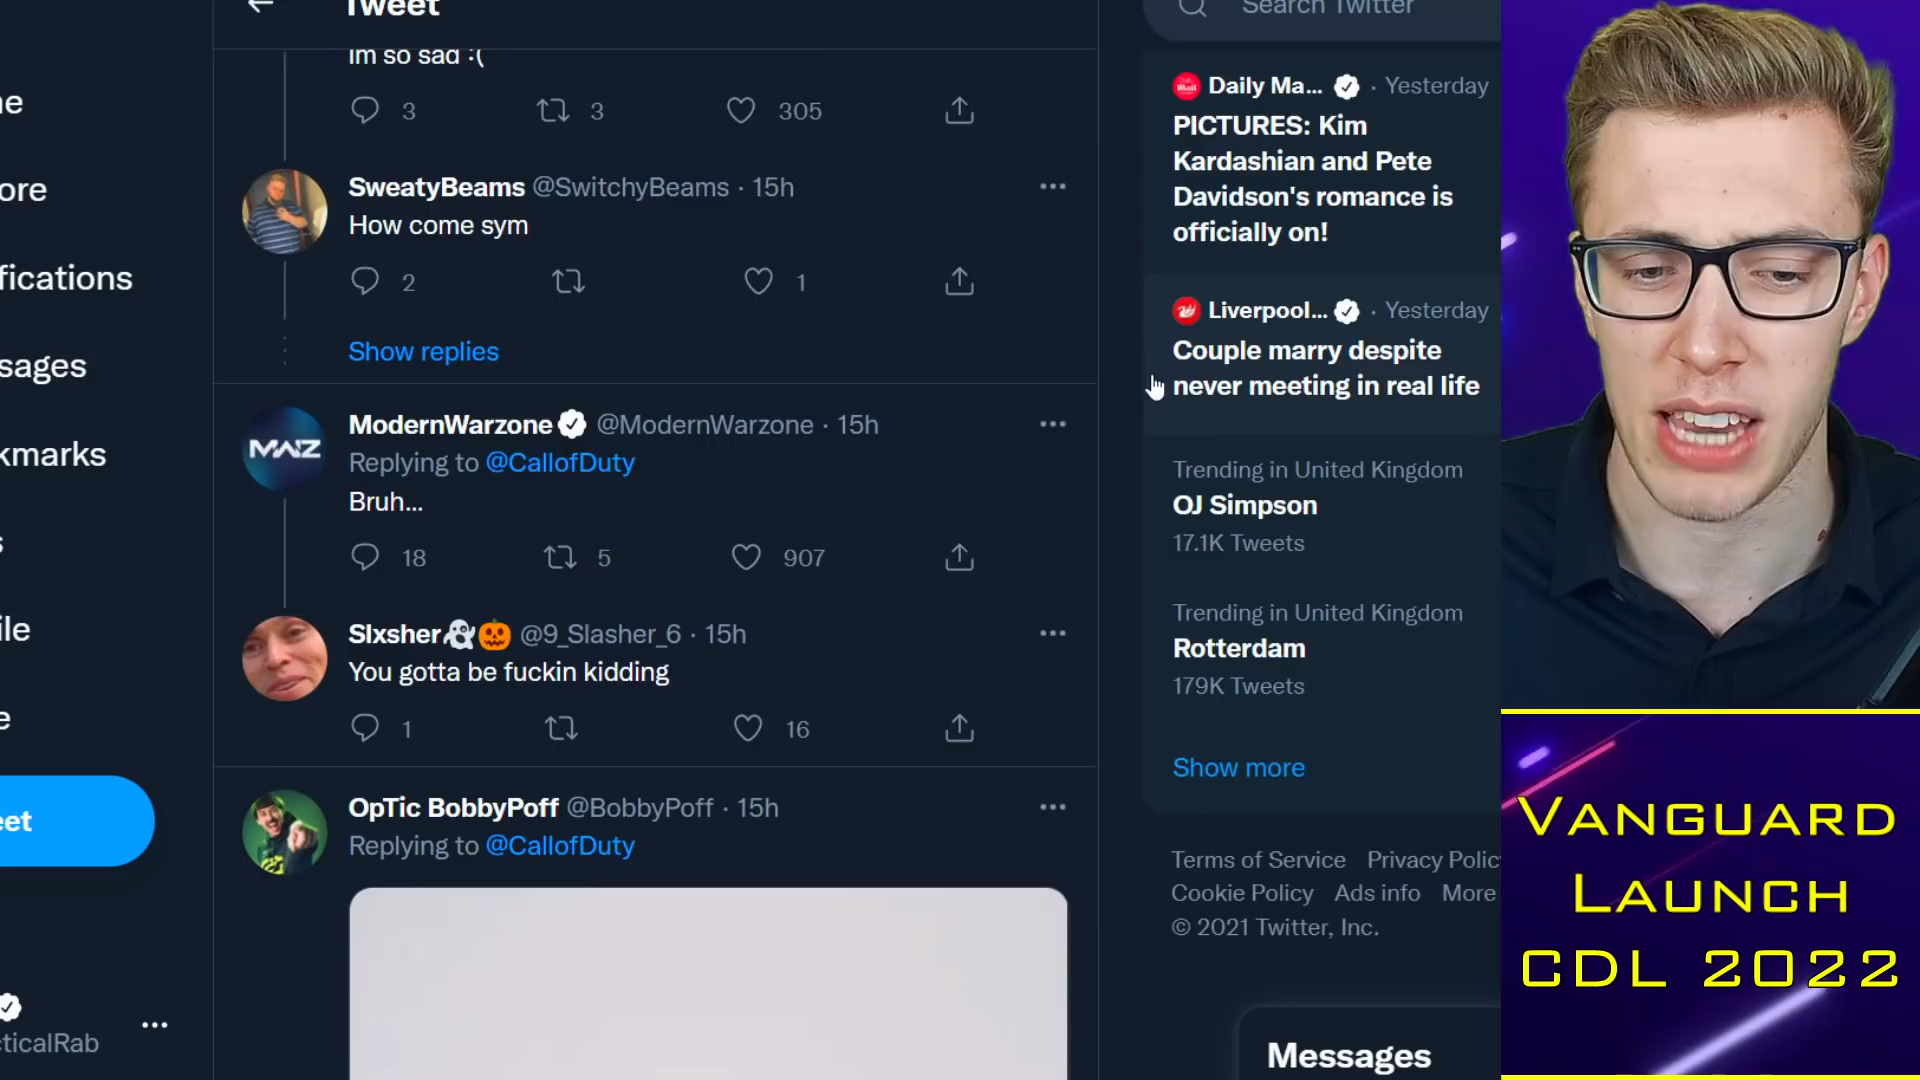 Tweet
Search Twitter
Im so sad :(
3
3
305
SweatyBeams @SwitchyBeams · 15h
How come sym
2
1
Show replies
ModernWarzone @ModernWarzone · 15h
Replying to @CallofDuty
Bruh...
18
5
907
Slxsher👻🎃 @9_Slasher_6 · 15h
You gotta be fuckin kidding
1
16
OpTic BobbyPoff @BobbyPoff · 15h
Replying to @CallofDuty
ne
ore
fications
sages
kmarks
s
ile
e
eet
cticalRab
MWZ
Daily Ma... · Yesterday
PICTURES: Kim
Kardashian and Pete
Davidson's romance is
officially on!
Liverpool... · Yesterday
Couple marry despite
never meeting in real life
Trending in United Kingdom
OJ Simpson
17.1K Tweets
Trending in United Kingdom
Rotterdam
179K Tweets
Show more
Terms of Service Privacy Polic
Cookie Policy Ads info More
© 2021 Twitter, Inc.
Messages
VANGUARD
LAUNCH
CDL 2022